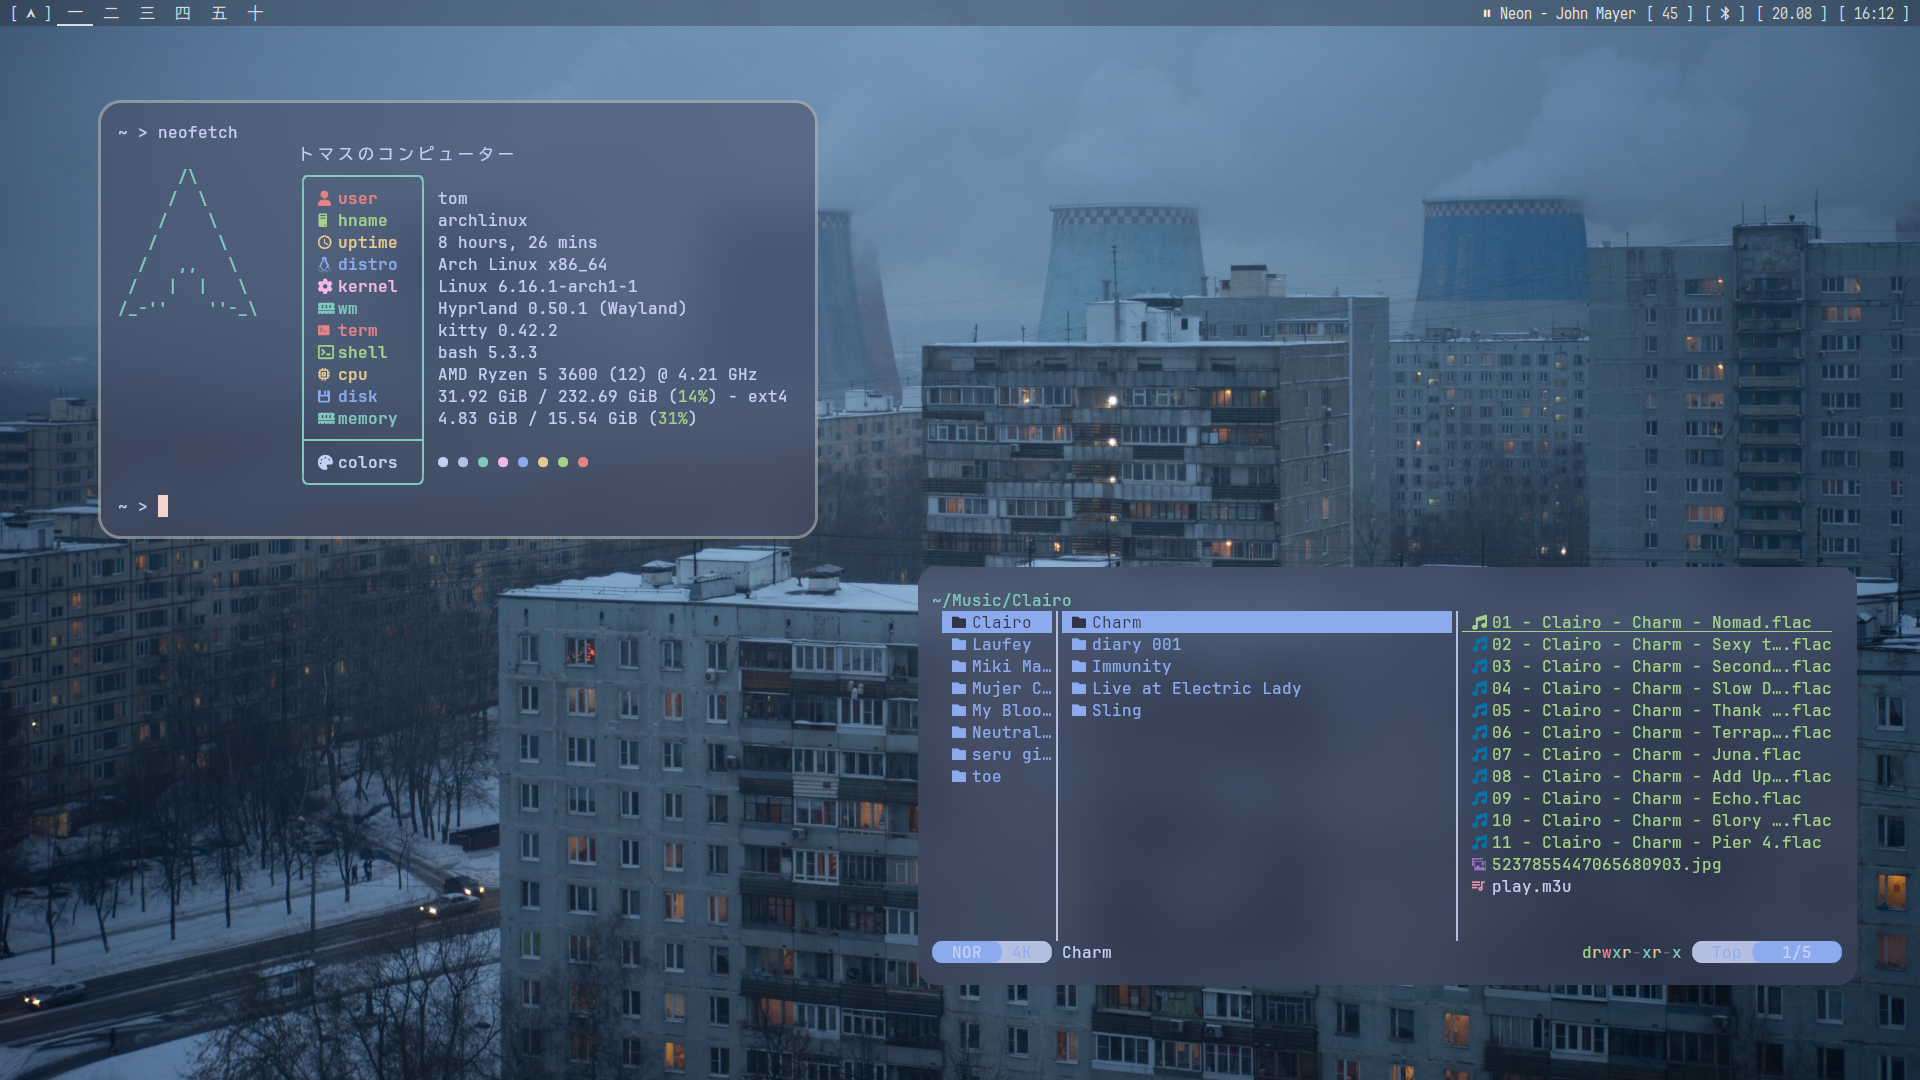 [ ] 一 二 三 四 五 十
Neon - John Mayer [ 45 ] [ ] [ 20.08 ] [ 16:12 ]
~ > neofetch
トマスのコンピューター
/\
/  \
/    \
/      \
/   ,,   \
/   |  |   \
/_-''    ''-_\
user tom
hname archlinux
uptime 8 hours, 26 mins
distro Arch Linux x86_64
kernel Linux 6.16.1-arch1-1
wm Hyprland 0.50.1 (Wayland)
term kitty 0.42.2
shell bash 5.3.3
cpu AMD Ryzen 5 3600 (12) @ 4.21 GHz
disk 31.92 GiB / 232.69 GiB (14%) - ext4
memory 4.83 GiB / 15.54 GiB (31%)
colors
~ >
~/Music/Clairo
Clairo
Laufey
Miki Ma…
Mujer C…
My Bloo…
Neutral…
seru gi…
toe
Charm
diary 001
Immunity
Live at Electric Lady
Sling
01 - Clairo - Charm - Nomad.flac
02 - Clairo - Charm - Sexy t….flac
03 - Clairo - Charm - Second….flac
04 - Clairo - Charm - Slow D….flac
05 - Clairo - Charm - Thank ….flac
06 - Clairo - Charm - Terrap….flac
07 - Clairo - Charm - Juna.flac
08 - Clairo - Charm - Add Up….flac
09 - Clairo - Charm - Echo.flac
10 - Clairo - Charm - Glory ….flac
11 - Clairo - Charm - Pier 4.flac
5237855447065680903.jpg
play.m3u
NOR 4K Charm
drwxr-xr-x Top 1/5